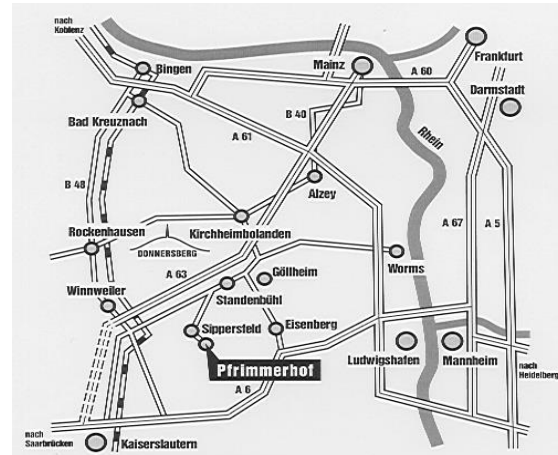 nach
Koblenz
Frankfurt
Mainz
Bingen
A 60
Darmstadt
B 40
Bad Kreuznach
A 61
Rhein
Alzey
B 48
A 67
A 5
Rockenhausen
Kirchheimbolanden
DONNERSBERG
A 63
Göllheim
Worms
Winnweiler
Standenbühl
Sippersfeld
Eisenberg
Pfrimmerhof
Ludwigshafen
Mannheim
nach
Heidelberg
A 6
nach
Saarbrücken
Kaiserslautern